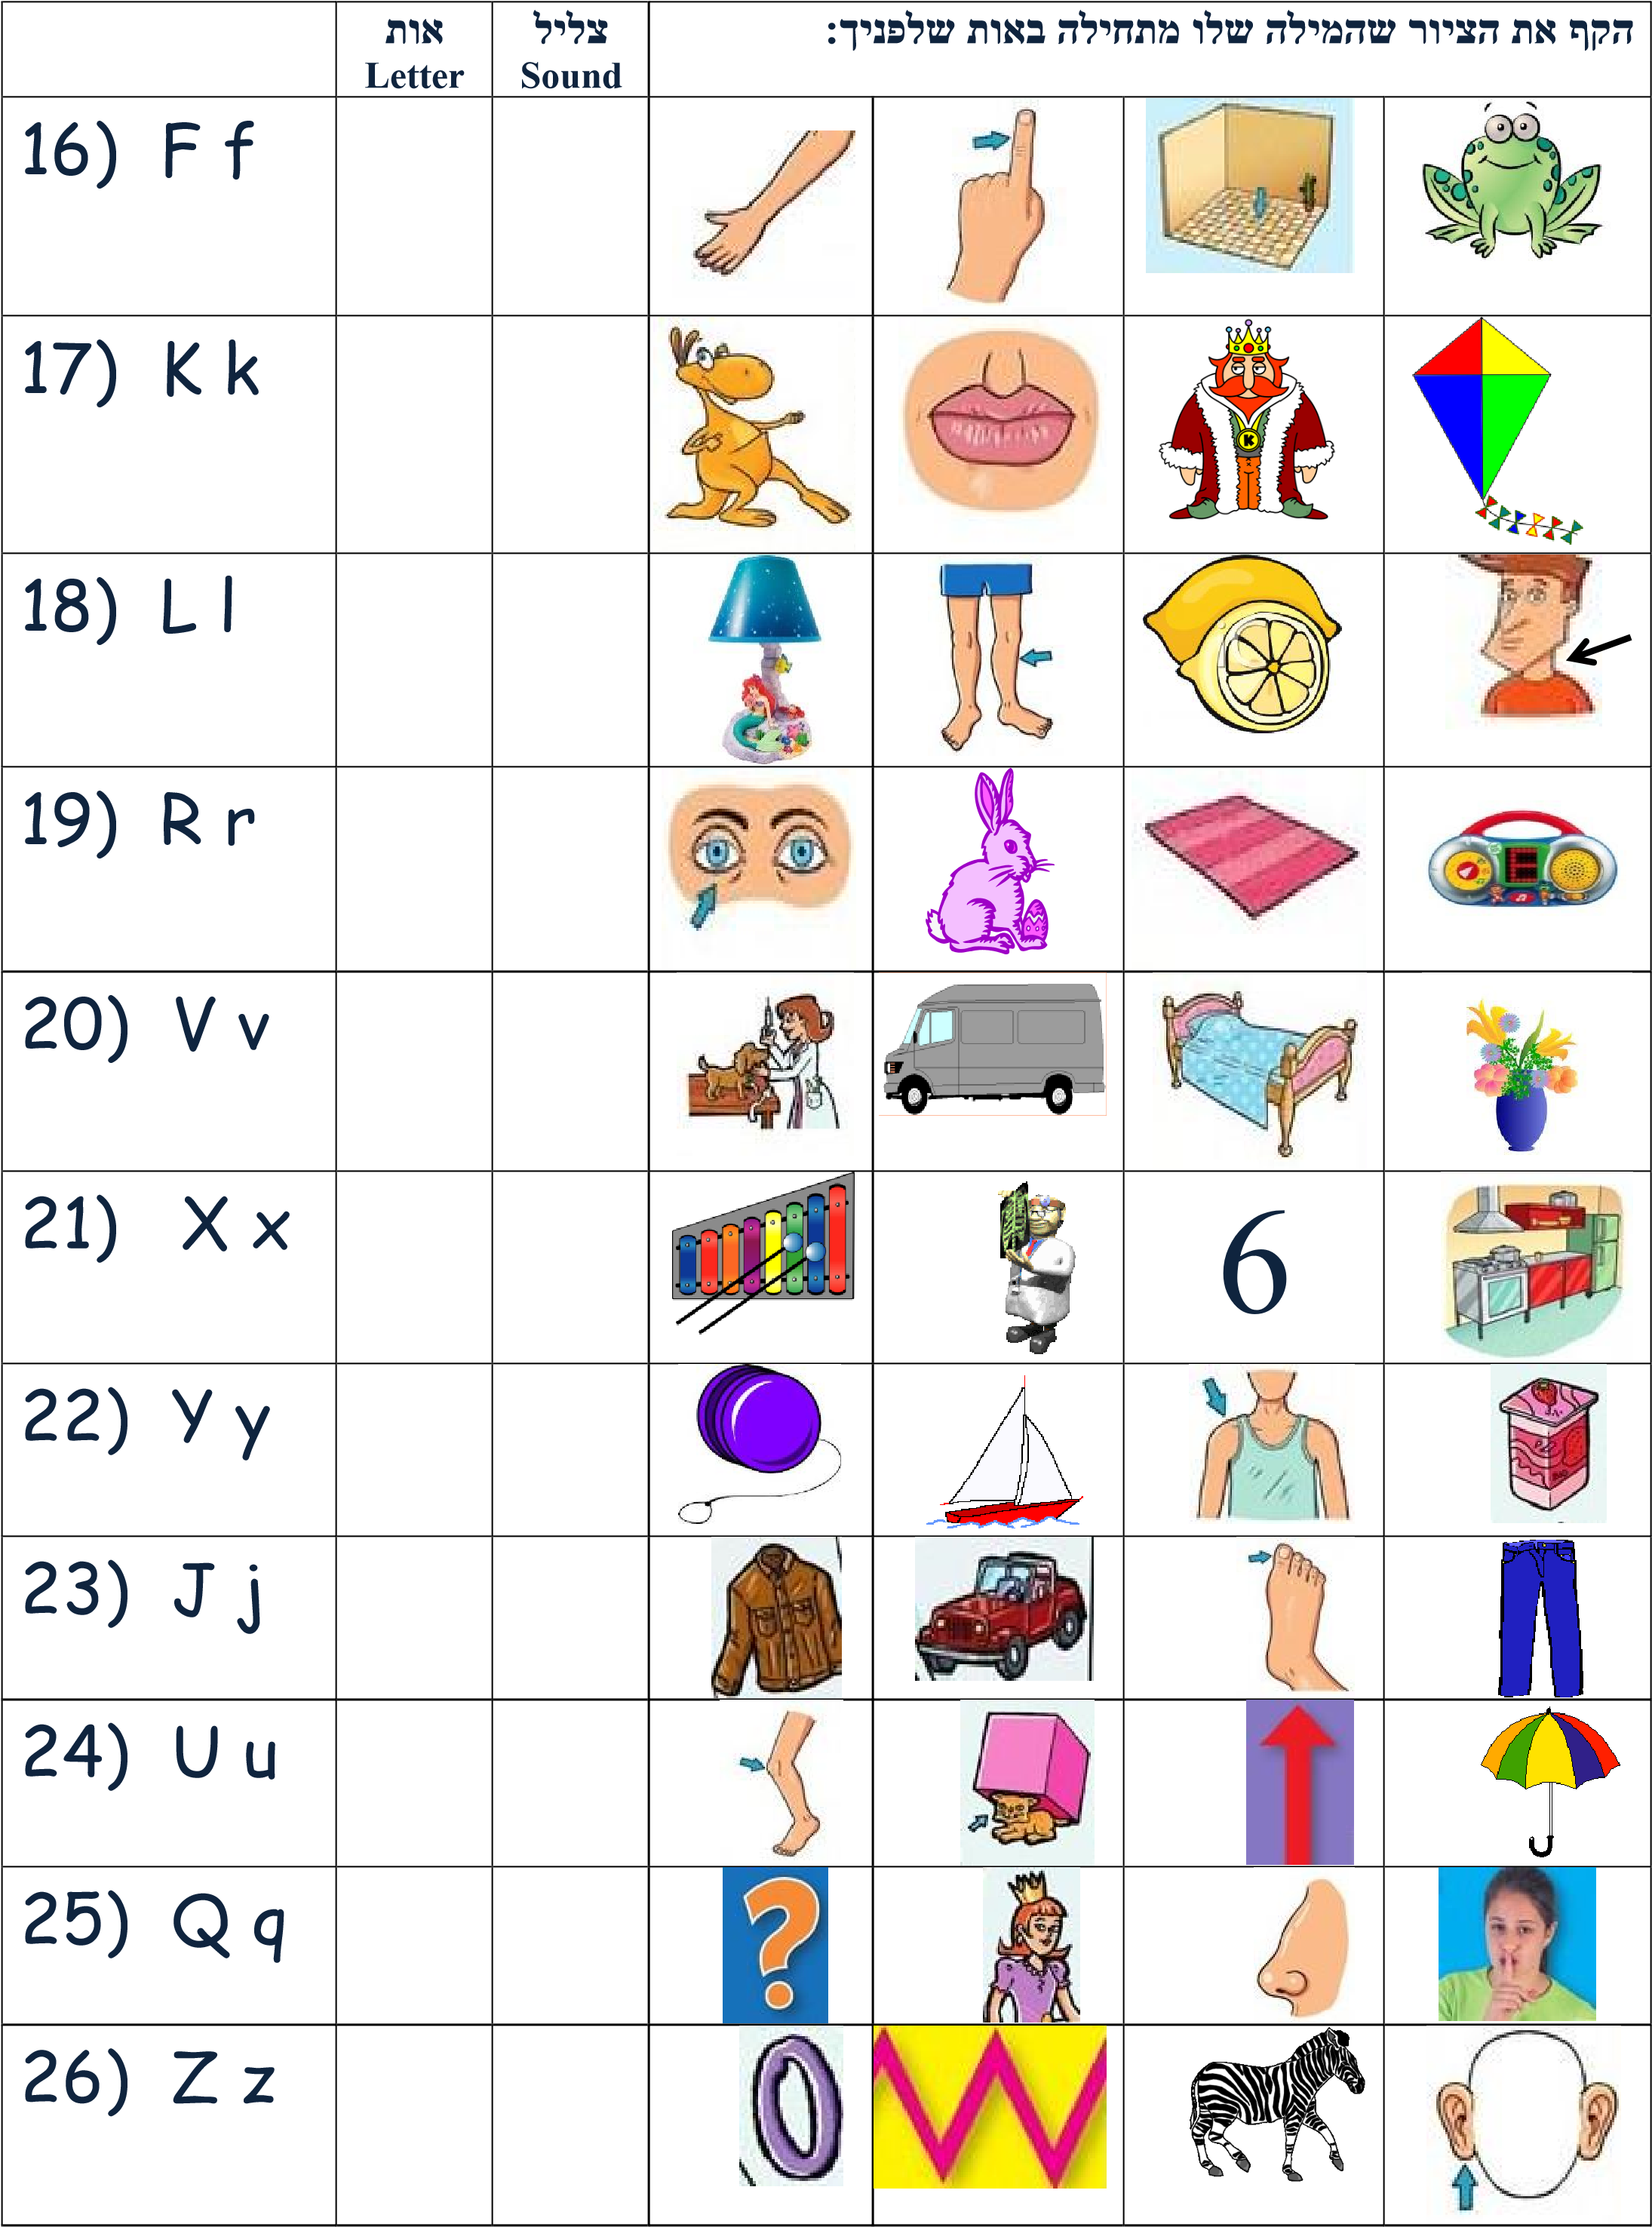 אות
Letter
צליל
Sound
הקף את הציור שהמילה שלו מתחילה באות שלפניך:
16) F f
17) K k
K
18) L l
19) R r
E
20) V v
21) X x
6
22) Y y
23) J j
24) U u
25) Q q
?
26) Z z
0